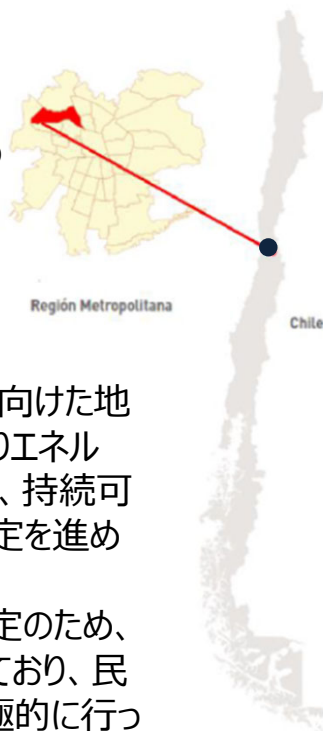 Región Metropolitana
Chile
向けた地
りエネル
、持続可
定を進め
定のため、
ており、民
極的に行っ